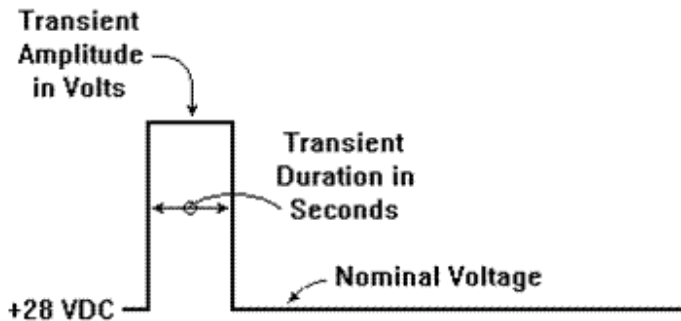 Transient
Amplitude
in Volts
Transient
Duration in
Seconds
Nominal Voltage
+28 VDC